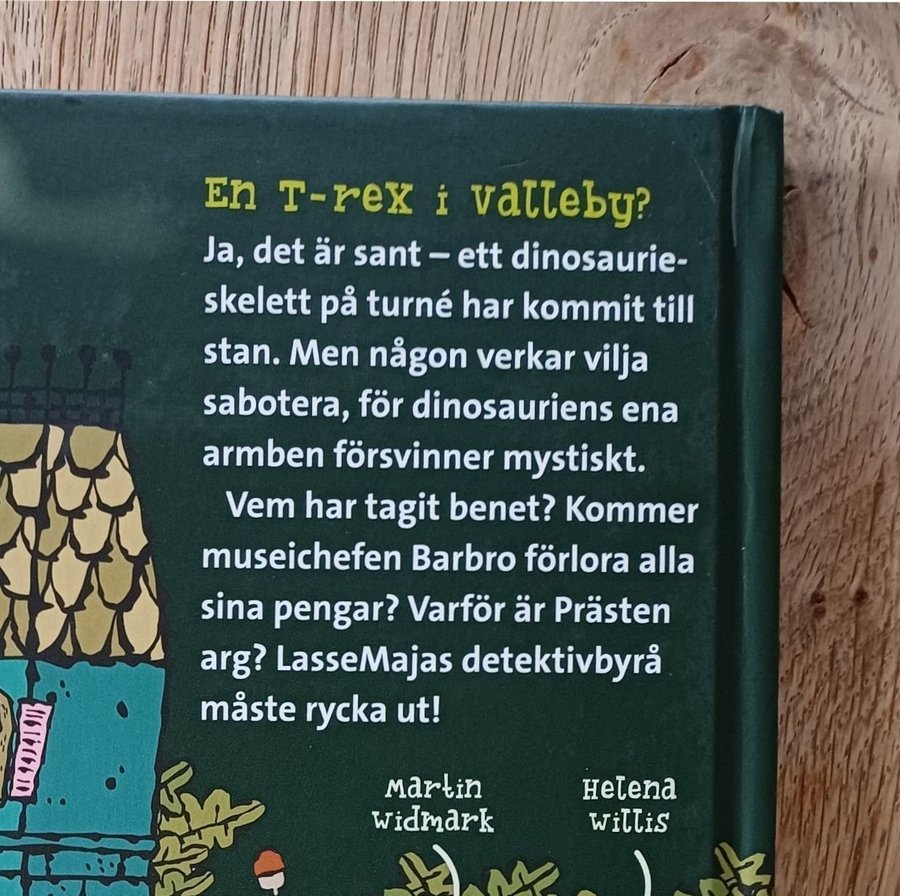 En T-rex i Valleby?
Ja, det är sant – ett dinosaurie-
skelett på turné har kommit till
stan. Men någon verkar vilja
sabotera, för dinosauriens ena
armben försvinner mystiskt.
Vem har tagit benet? Kommer
museichefen Barbro förlora alla
sina pengar? Varför är Prästen
arg? LasseMajas detektivbyrå
måste rycka ut!
Martin
Widmark
Helena
Willis